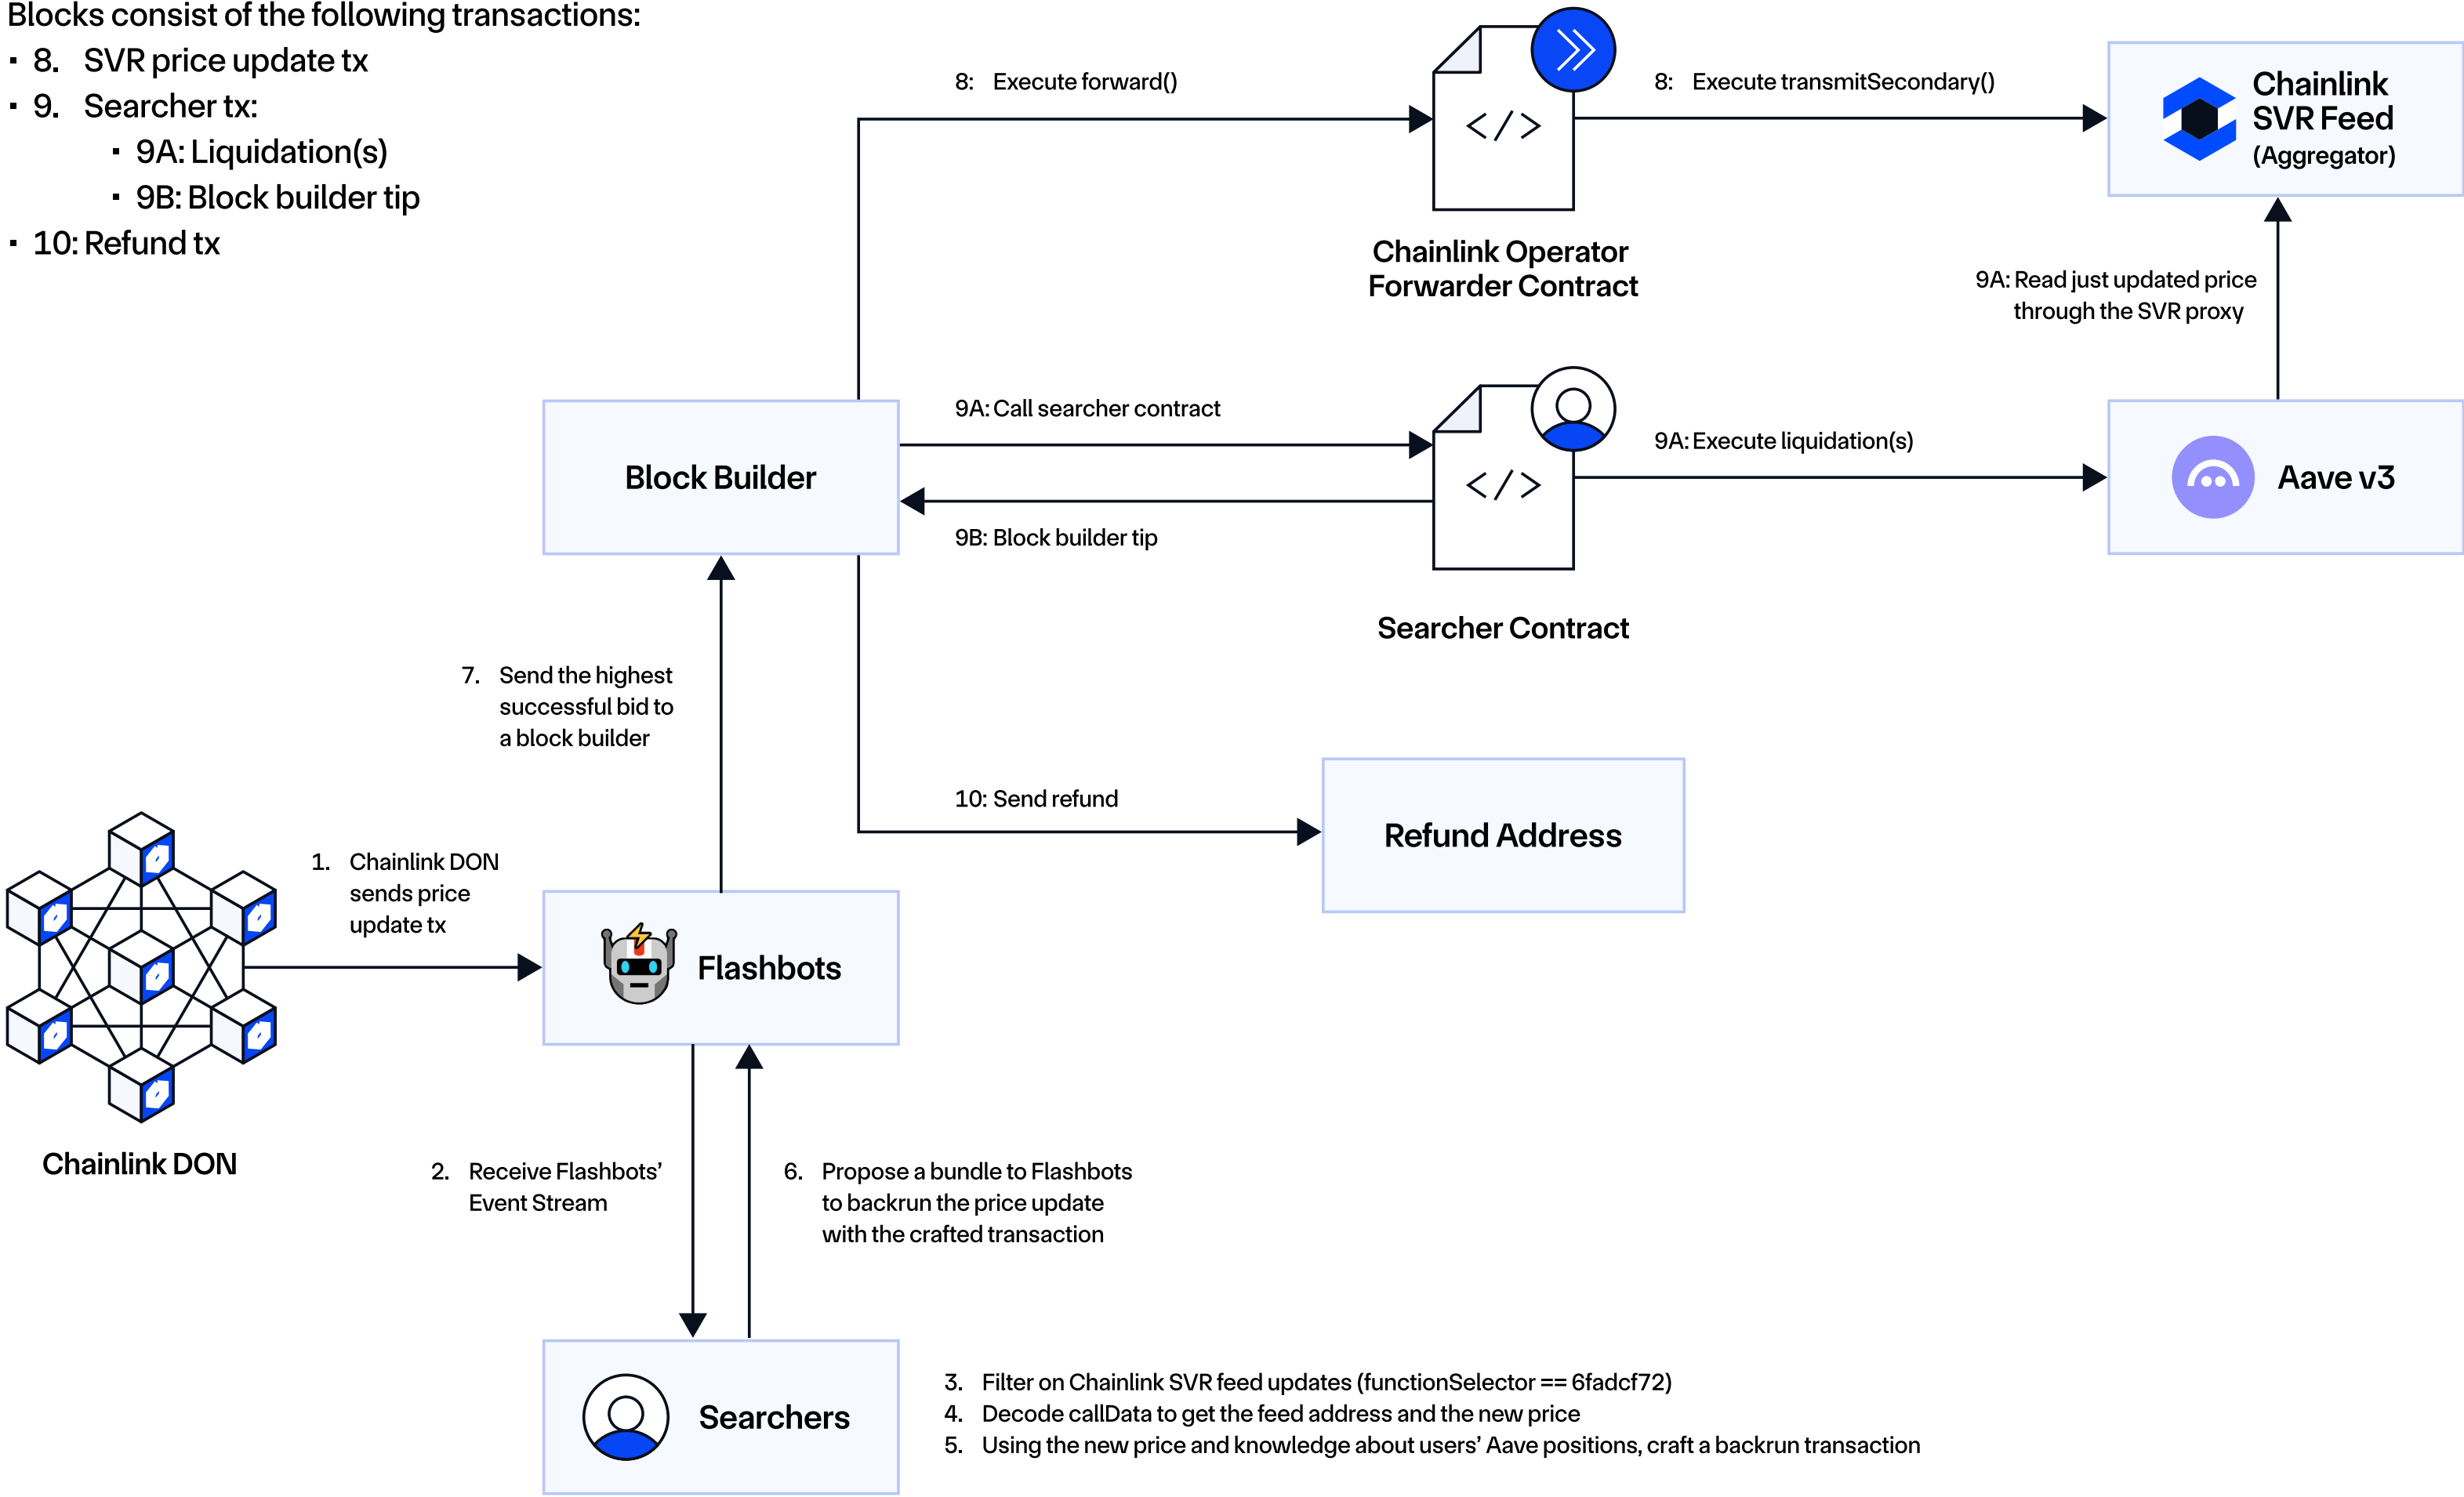 Blocks consist of the following transactions:
▪ 8. SVR price update tx
▪ 9. Searcher tx:
▪ 9A: Liquidation(s)
▪ 9B: Block builder tip
▪ 10: Refund tx
8: Execute forward()
8: Execute transmitSecondary()
Chainlink
SVR Feed
(Aggregator)
Chainlink Operator
Forwarder Contract
9A: Read just updated price
through the SVR proxy
9A: Call searcher contract
9A: Execute liquidation(s)
Block Builder
Aave v3
9B: Block builder tip
Searcher Contract
7. Send the highest
successful bid to
a block builder
10: Send refund
Refund Address
1. Chainlink DON
sends price
update tx
Flashbots
Chainlink DON
2. Receive Flashbots’
Event Stream
6. Propose a bundle to Flashbots
to backrun the price update
with the crafted transaction
Searchers
3. Filter on Chainlink SVR feed updates (functionSelector == 6fadcf72)
4. Decode callData to get the feed address and the new price
5. Using the new price and knowledge about users’ Aave positions, craft a backrun transaction